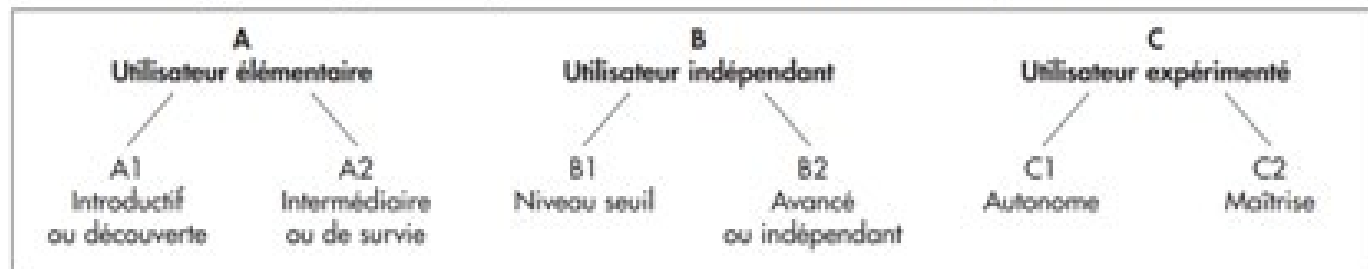 A
Utilisateur élémentaire
B
Utilisateur indépendant
C
Utilisateur expérimenté
A1
Introductif
ou découverte
A2
Intermédiaire
ou de survie
B1
Niveau seuil
B2
Avancé
ou indépendant
C1
Autonome
C2
Maîtrise